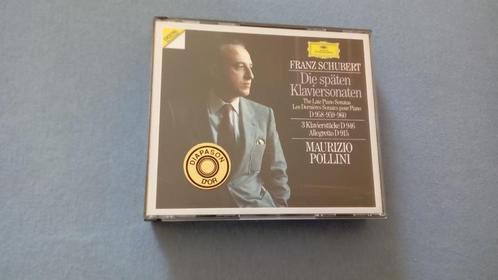 FRANZ SCHUBERT
Die späten
Klaviersonaten
The Late Piano Sonatas
Les Dernières Sonates pour Piano
D 958·959·960
3 Klavierstücke D 946
Allegretto D 915
MAURIZIO
POLLINI
DIAPASON
D'OR